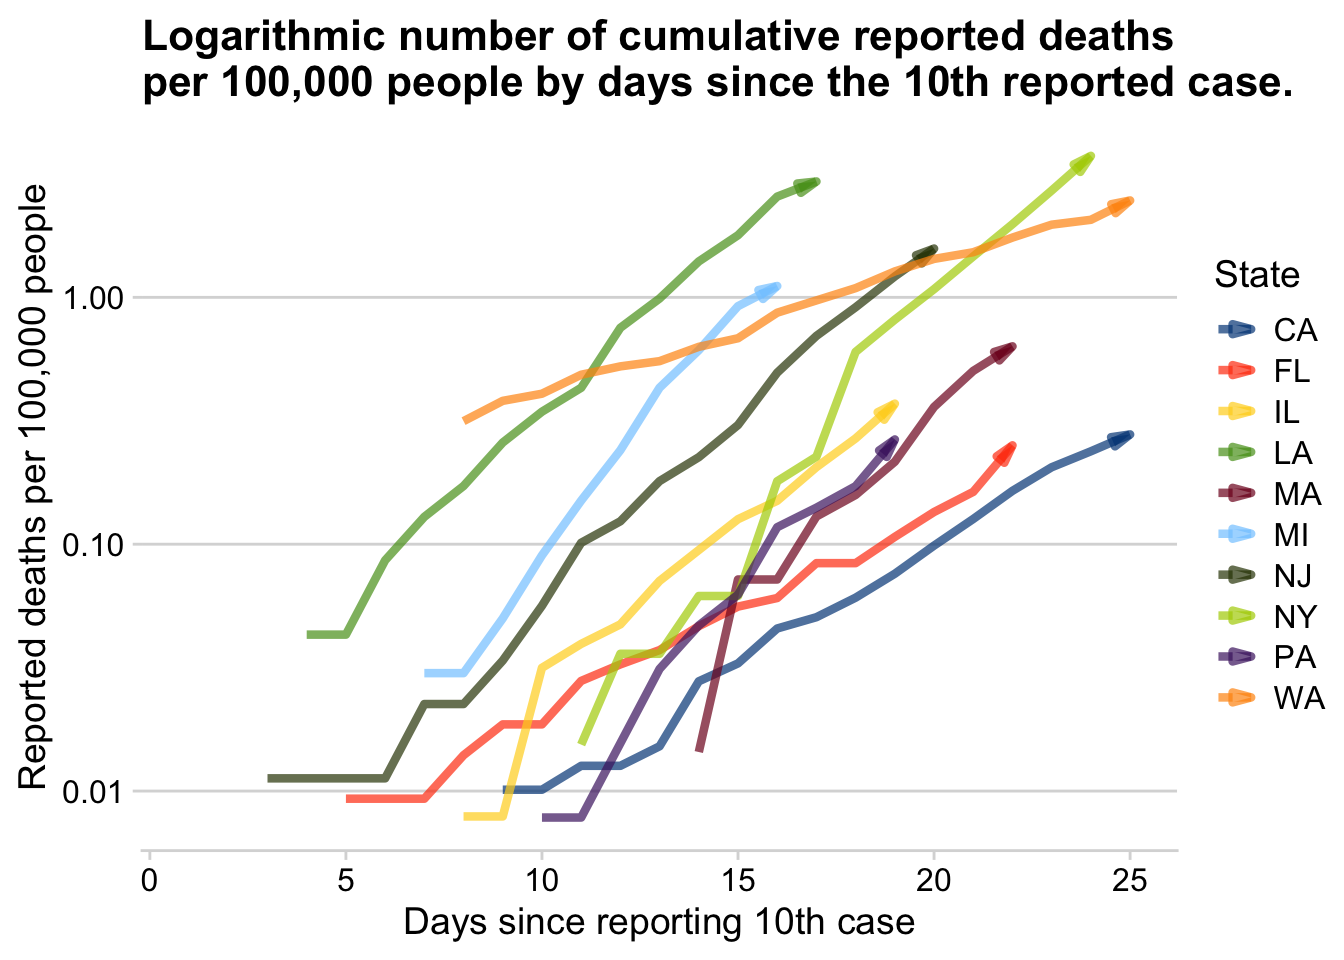 Logarithmic number of cumulative reported deaths
per 100,000 people by days since the 10th reported case.
Reported deaths per 100,000 people
1.00
0.10
0.01
0
5
10
15
20
25
Days since reporting 10th case
State
CA
FL
IL
LA
MA
MI
NJ
NY
PA
WA